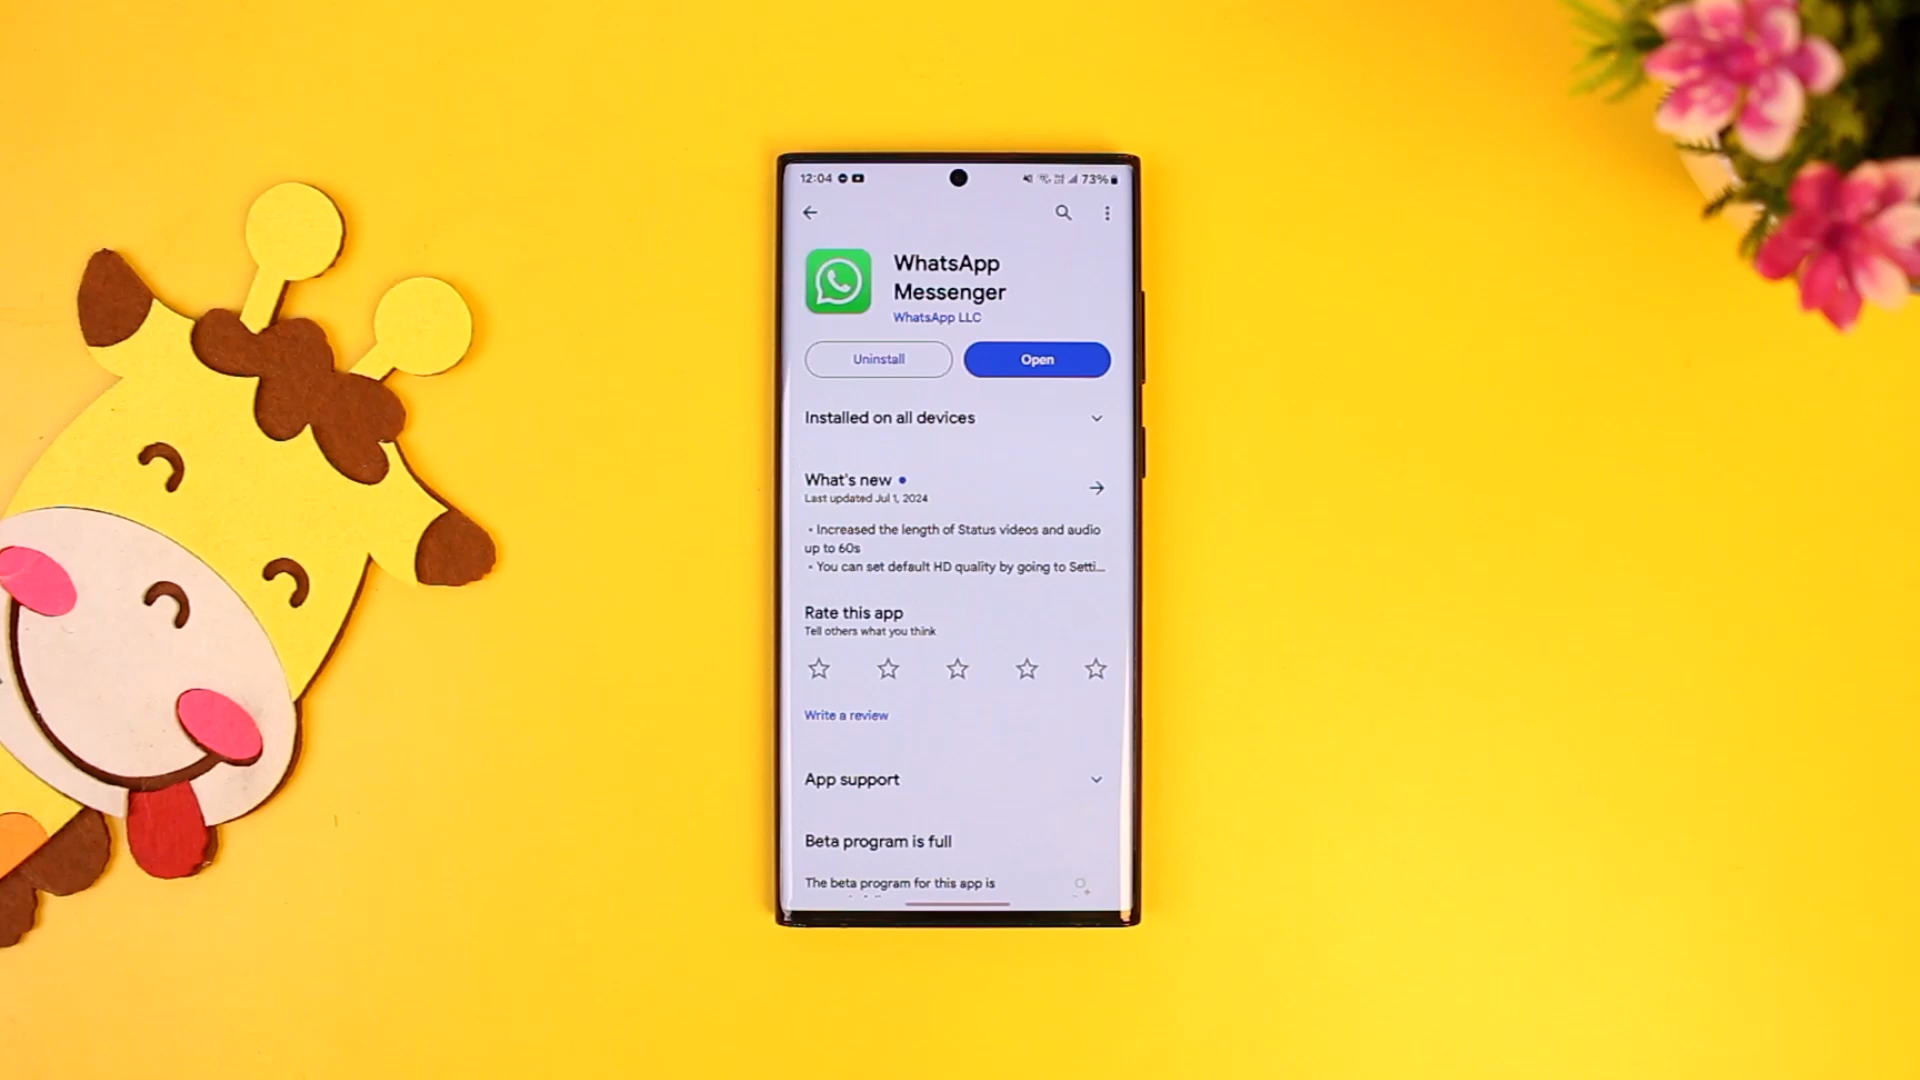 12:04
73%
WhatsApp
Messenger
WhatsApp LLC
Uninstall
Open
Installed on all devices
What's new
Last updated Jul 1, 2024
• Increased the length of Status videos and audio
up to 60s
• You can set default HD quality by going to Setti...
Rate this app
Tell others what you think
Write a review
App support
Beta program is full
The beta program for this app is